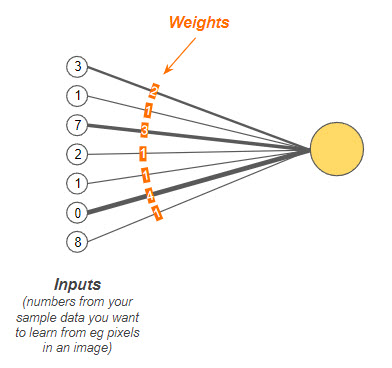 Weights
3
2
1
1
7
3
2
1
1
1
0
4
8
1
Inputs
(numbers from your
sample data you want
to learn from eg pixels
in an image)